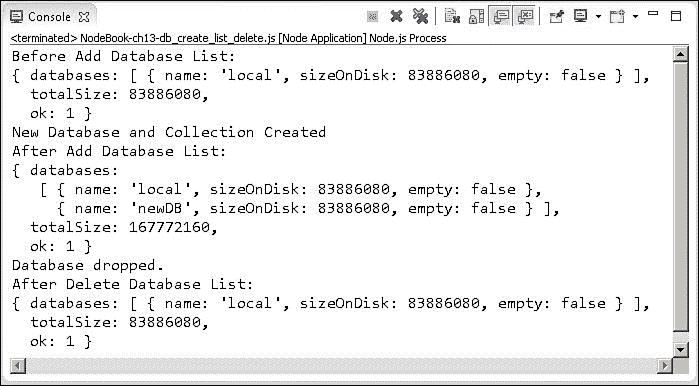 Console
<terminated> NodeBook-ch13-db_create_list_delete.js [Node Application] Node.js Process
Before Add Database List:
{ databases: [ { name: 'local', sizeOnDisk: 83886080, empty: false } ],
  totalSize: 83886080,
  ok: 1 }
New Database and Collection Created
After Add Database List:
{ databases:
   [ { name: 'local', sizeOnDisk: 83886080, empty: false },
     { name: 'newDB', sizeOnDisk: 83886080, empty: false } ],
  totalSize: 167772160,
  ok: 1 }
Database dropped.
After Delete Database List:
{ databases: [ { name: 'local', sizeOnDisk: 83886080, empty: false } ],
  totalSize: 83886080,
  ok: 1 }